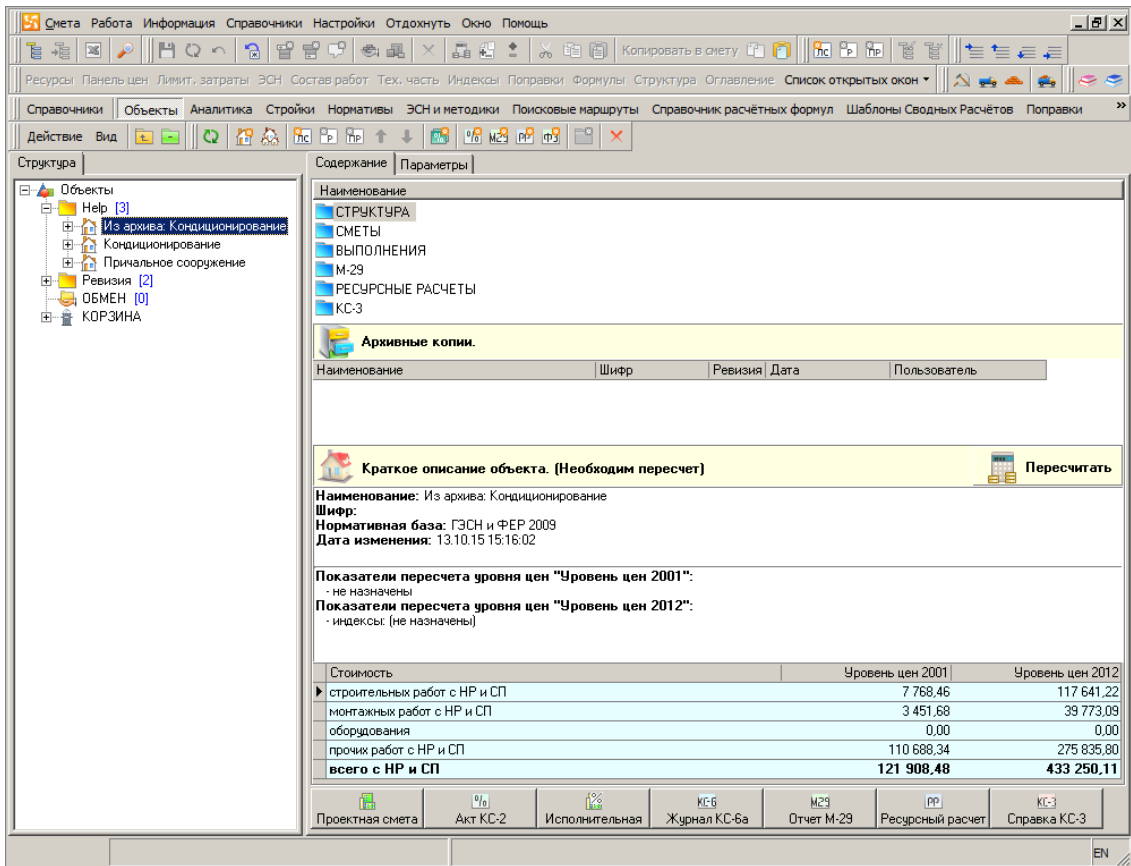 Смета Работа Информация Справочники Настройки Отдохнуть Окно Помощь
Копировать в смету
Ресурсы Панель цен Лимит. затраты ЭСН Состав работ Тех. часть Индексы Поправки Формулы Структура Оглавление Список открытых окон
Справочники Объекты Аналитика Стройки Нормативы ЭСН и методики Поисковые маршруты Справочник расчётных формул Шаблоны Сводных Расчётов Поправки »
Действие Вид
Структура
Объекты
Help [3]
Из архива: Кондиционирование
Кондиционирование
Причальное сооружение
Ревизия [2]
ОБМЕН [0]
КОРЗИНА
Содержание Параметры
Наименование
СТРУКТУРА
СМЕТЫ
ВЫПОЛНЕНИЯ
М-29
РЕСУРСНЫЕ РАСЧЕТЫ
КС-3
Архивные копии.
Наименование Шифр Ревизия Дата Пользователь
Краткое описание объекта. (Необходим пересчет) Пересчитать
Наименование: Из архива: Кондиционирование
Шифр:
Нормативная база: ГЭСН и ФЕР 2009
Дата изменения: 13.10.15 15:16:02
Показатели пересчета уровня цен "Уровень цен 2001":
- не назначены
Показатели пересчета уровня цен "Уровень цен 2012":
- индексы: (не назначены)
Стоимость Уровень цен 2001 Уровень цен 2012
строительных работ с НР и СП 7 768,46 117 641,22
монтажных работ с НР и СП 3 451,68 39 773,09
оборудования 0,00 0,00
прочих работ с НР и СП 110 688,34 275 835,80
всего с НР и СП 121 908,48 433 250,11
% КС-6 М29 РР КС-3
Проектная смета Акт КС-2 Исполнительная Журнал КС-6а Отчет М-29 Ресурсный расчет Справка КС-3
EN